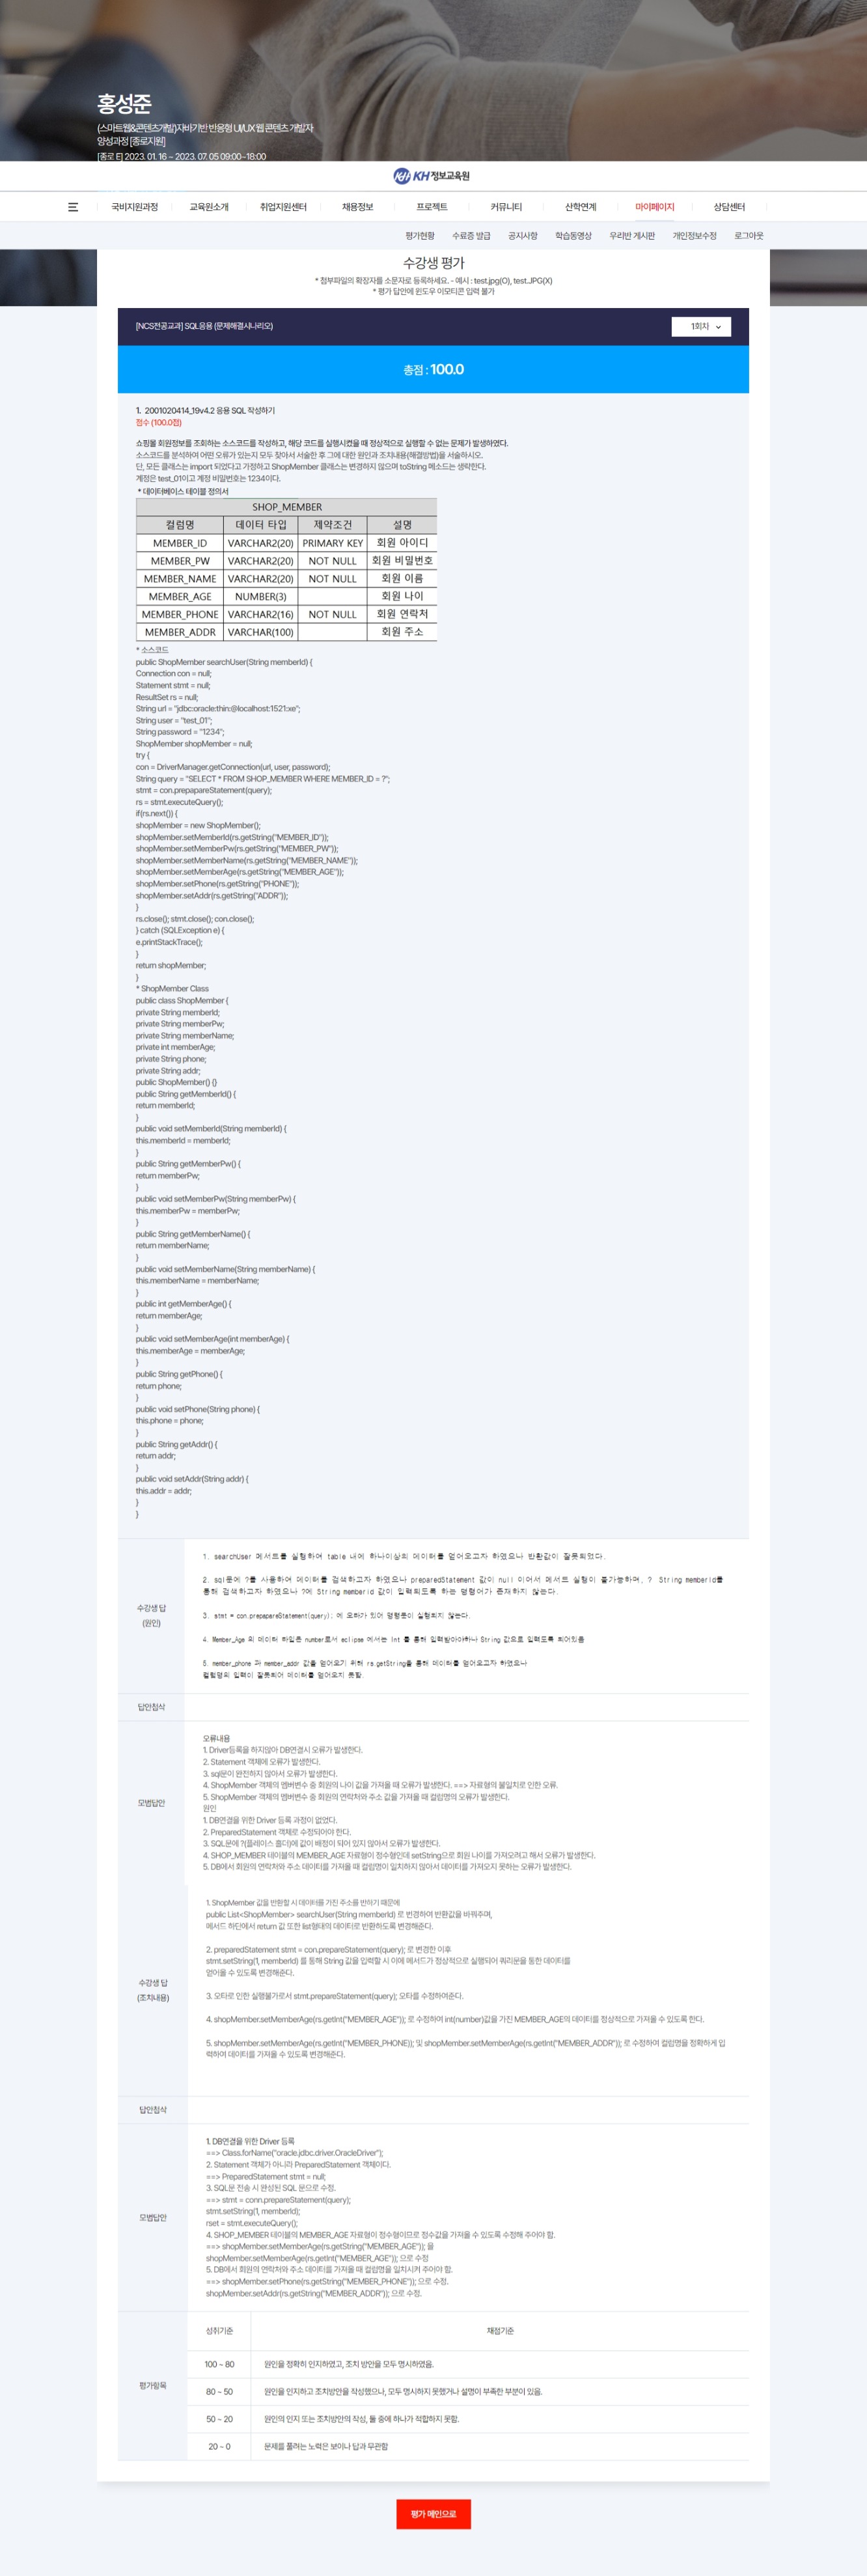 홍성준
(스마트웹&콘텐츠개발)자바기반 반응형 UI/UX 웹 콘텐츠 개발자
양성과정 [종로지원]
[종로 E] 2023. 01. 16 ~ 2023. 07. 05 09:00~18:00
KH 정보교육원
국비지원과정 교육원소개 취업지원센터 채용정보 프로젝트 커뮤니티 산학연계 마이페이지 상담센터
평가현황 수료증 발급 공지사항 학습동영상 우리반 게시판 개인정보수정 로그아웃
수강생 평가
* 첨부파일의 확장자를 소문자로 등록하세요. - 예시 : test.jpg(O), test.JPG(X)
* 평가 답안에 윈도우 이모티콘 입력 불가
[NCS전공교과] SQL응용 (문제해결시나리오)
1회차
총점 : 100.0
1. 2001020414_19v4.2 응용 SQL 작성하기
점수 (100.0점)
쇼핑몰 회원정보를 조회하는 소스코드를 작성하고, 해당 코드를 실행시켰을 때 정상적으로 실행할 수 없는 문제가 발생하였다.
소스코드를 분석하여 어떤 오류가 있는지 모두 찾아서 서술한 후 그에 대한 원인과 조치내용(해결방법)을 서술하시오.
단, 모든 클래스는 import 되었다고 가정하고 ShopMember 클래스는 변경하지 않으며 toString 메소드는 생략한다.
계정은 test_01이고 계정 비밀번호는 1234이다.
* 데이터베이스 테이블 정의서
SHOP_MEMBER
컬럼명 데이터 타입 제약조건 설명
MEMBER_ID VARCHAR2(20) PRIMARY KEY 회원 아이디
MEMBER_PW VARCHAR2(20) NOT NULL 회원 비밀번호
MEMBER_NAME VARCHAR2(20) NOT NULL 회원 이름
MEMBER_AGE NUMBER(3) 회원 나이
MEMBER_PHONE VARCHAR2(16) NOT NULL 회원 연락처
MEMBER_ADDR VARCHAR(100) 회원 주소
* 소스코드
public ShopMember searchUser(String memberId) {
Connection con = null;
Statement stmt = null;
ResultSet rs = null;
String url = "jdbc:oracle:thin:@localhost:1521:xe";
String user = "test_01";
String password = "1234";
ShopMember shopMember = null;
try {
con = DriverManager.getConnection(url, user, password);
String query = "SELECT * FROM SHOP_MEMBER WHERE MEMBER_ID = ?";
stmt = con.prepapareStatement(query);
rs = stmt.executeQuery();
if(rs.next()) {
shopMember = new ShopMember();
shopMember.setMemberId(rs.getString("MEMBER_ID"));
shopMember.setMemberPw(rs.getString("MEMBER_PW"));
shopMember.setMemberName(rs.getString("MEMBER_NAME"));
shopMember.setMemberAge(rs.getString("MEMBER_AGE"));
shopMember.setPhone(rs.getString("PHONE"));
shopMember.setAddr(rs.getString("ADDR"));
}
rs.close(); stmt.close(); con.close();
} catch (SQLException e) {
e.printStackTrace();
}
return shopMember;
}
* ShopMember Class
public class ShopMember {
private String memberId;
private String memberPw;
private String memberName;
private int memberAge;
private String phone;
private String addr;
public ShopMember() {}
public String getMemberId() {
return memberId;
}
public void setMemberId(String memberId) {
this.memberId = memberId;
}
public String getMemberPw() {
return memberPw;
}
public void setMemberPw(String memberPw) {
this.memberPw = memberPw;
}
public String getMemberName() {
return memberName;
}
public void setMemberName(String memberName) {
this.memberName = memberName;
}
public int getMemberAge() {
return memberAge;
}
public void setMemberAge(int memberAge) {
this.memberAge = memberAge;
}
public String getPhone() {
return phone;
}
public void setPhone(String phone) {
this.phone = phone;
}
public String getAddr() {
return addr;
}
public void setAddr(String addr) {
this.addr = addr;
}
}
수강생 답
(원인)
1. searchUser 메서드를 실행하여 table 내에 하나이상의 데이터를 얻어오고자 하였으나 반환값이 잘못되었다.
2. sql문에 ?를 사용하여 데이터를 검색하고자 하였으나 preparedStatement 값이 null 이어서 메서드 실행이 불가능하며, ? String memberId를
통해 검색하고자 하였으나 ?에 String memberid 값이 입력되도록 하는 명령어가 존재하지 않는다.
3. stmt = con.prepapareStatement(query); 에 오타가 있어 명령문이 실행되지 않는다.
4. Member_Age 의 데이터 타입은 number로서 eclipse 에서는 Int 를 통해 입력받아야하나 String 값으로 입력도록 되어있음
5. member_phone 과 member_addr 값을 얻어오기 위해 rs.getString을 통해 데이터를 얻어오고자 하였으나
컬럼명의 입력이 잘못되어 데이터를 얻어오지 못함.
답안첨삭
모범답안
오류내용
1. Driver등록을 하지않아 DB연결시 오류가 발생한다.
2. Statement 객체에 오류가 발생한다.
3. sql문이 완전하지 않아서 오류가 발생한다.
4. ShopMember 객체의 멤버변수 중 회원의 나이 값을 가져올 때 오류가 발생한다. ==> 자료형의 불일치로 인한 오류.
5. ShopMember 객체의 멤버변수 중 회원의 연락처와 주소 값을 가져올 때 컬럼명의 오류가 발생한다.
원인
1. DB연결을 위한 Driver 등록 과정이 없었다.
2. PreparedStatement 객체로 수정되어야 한다.
3. SQL문에 ?(플레이스 홀더)에 값이 배정이 되어 있지 않아서 오류가 발생한다.
4. SHOP_MEMBER 테이블의 MEMBER_AGE 자료형이 정수형인데 setString으로 회원 나이를 가져오려고 해서 오류가 발생한다.
5. DB에서 회원의 연락처와 주소 데이터를 가져올 때 컬럼명이 일치하지 않아서 데이터를 가져오지 못하는 오류가 발생한다.
수강생 답
(조치내용)
1. ShopMember 값을 반환할 시 데이터를 가진 주소를 반하기 때문에
public List<ShopMember> searchUser(String memberId) 로 변경하여 반환값을 바꿔주며,
메서드 하단에서 return 값 또한 list형태의 데이터로 반환하도록 변경해준다.
2. preparedStatement stmt = con.prepareStatement(query); 로 변경한 이후
stmt.setString(1, memberId) 를 통해 String 값을 입력할 시 이에 메서드가 정상적으로 실행되어 쿼리문을 통한 데이터를
얻어올 수 있도록 변경해준다.
3. 오타로 인한 실행불가로서 stmt.prepareStatement(query); 오타를 수정하여준다.
4. shopMember.setMemberAge(rs.getInt("MEMBER_AGE")); 로 수정하여 int(number)값을 가진 MEMBER_AGE의 데이터를 정상적으로 가져올 수 있도록 한다.
5. shopMember.setMemberAge(rs.getInt("MEMBER_PHONE)); 및 shopMember.setMemberAge(rs.getInt("MEMBER_ADDR")); 로 수정하여 컬럼명을 정확하게 입
력하여 데이터를 가져올 수 있도록 변경해준다.
답안첨삭
모범답안
1. DB연결을 위한 Driver 등록
==> Class.forName("oracle.jdbc.driver.OracleDriver");
2. Statement 객체가 아니라 PreparedStatement 객체이다.
==> PreparedStatement stmt = null;
3. SQL문 전송 시 완성된 SQL 문으로 수정.
==> stmt = conn.prepareStatement(query);
stmt.setString(1, memberId);
rset = stmt.executeQuery();
4. SHOP_MEMBER 테이블의 MEMBER_AGE 자료형이 정수형이므로 정수값을 가져올 수 있도록 수정해 주어야 함.
==> shopMember.setMemberAge(rs.getString("MEMBER_AGE")); 을
shopMember.setMemberAge(rs.getInt("MEMBER_AGE")); 으로 수정
5. DB에서 회원의 연락처와 주소 데이터를 가져올 때 컬럼명을 일치시켜 주어야 함.
==> shopMember.setPhone(rs.getString("MEMBER_PHONE")); 으로 수정.
shopMember.setAddr(rs.getString("MEMBER_ADDR")); 으로 수정.
평가항목
성취기준 채점기준
100 ~ 80 원인을 정확히 인지하였고, 조치 방안을 모두 명시하였음.
80 ~ 50 원인을 인지하고 조치방안을 작성했으나, 모두 명시하지 못했거나 설명이 부족한 부분이 있음.
50 ~ 20 원인의 인지 또는 조치방안의 작성, 둘 중에 하나가 적합하지 못함.
20 ~ 0 문제를 풀려는 노력은 보이나 답과 무관함
평가 메인으로